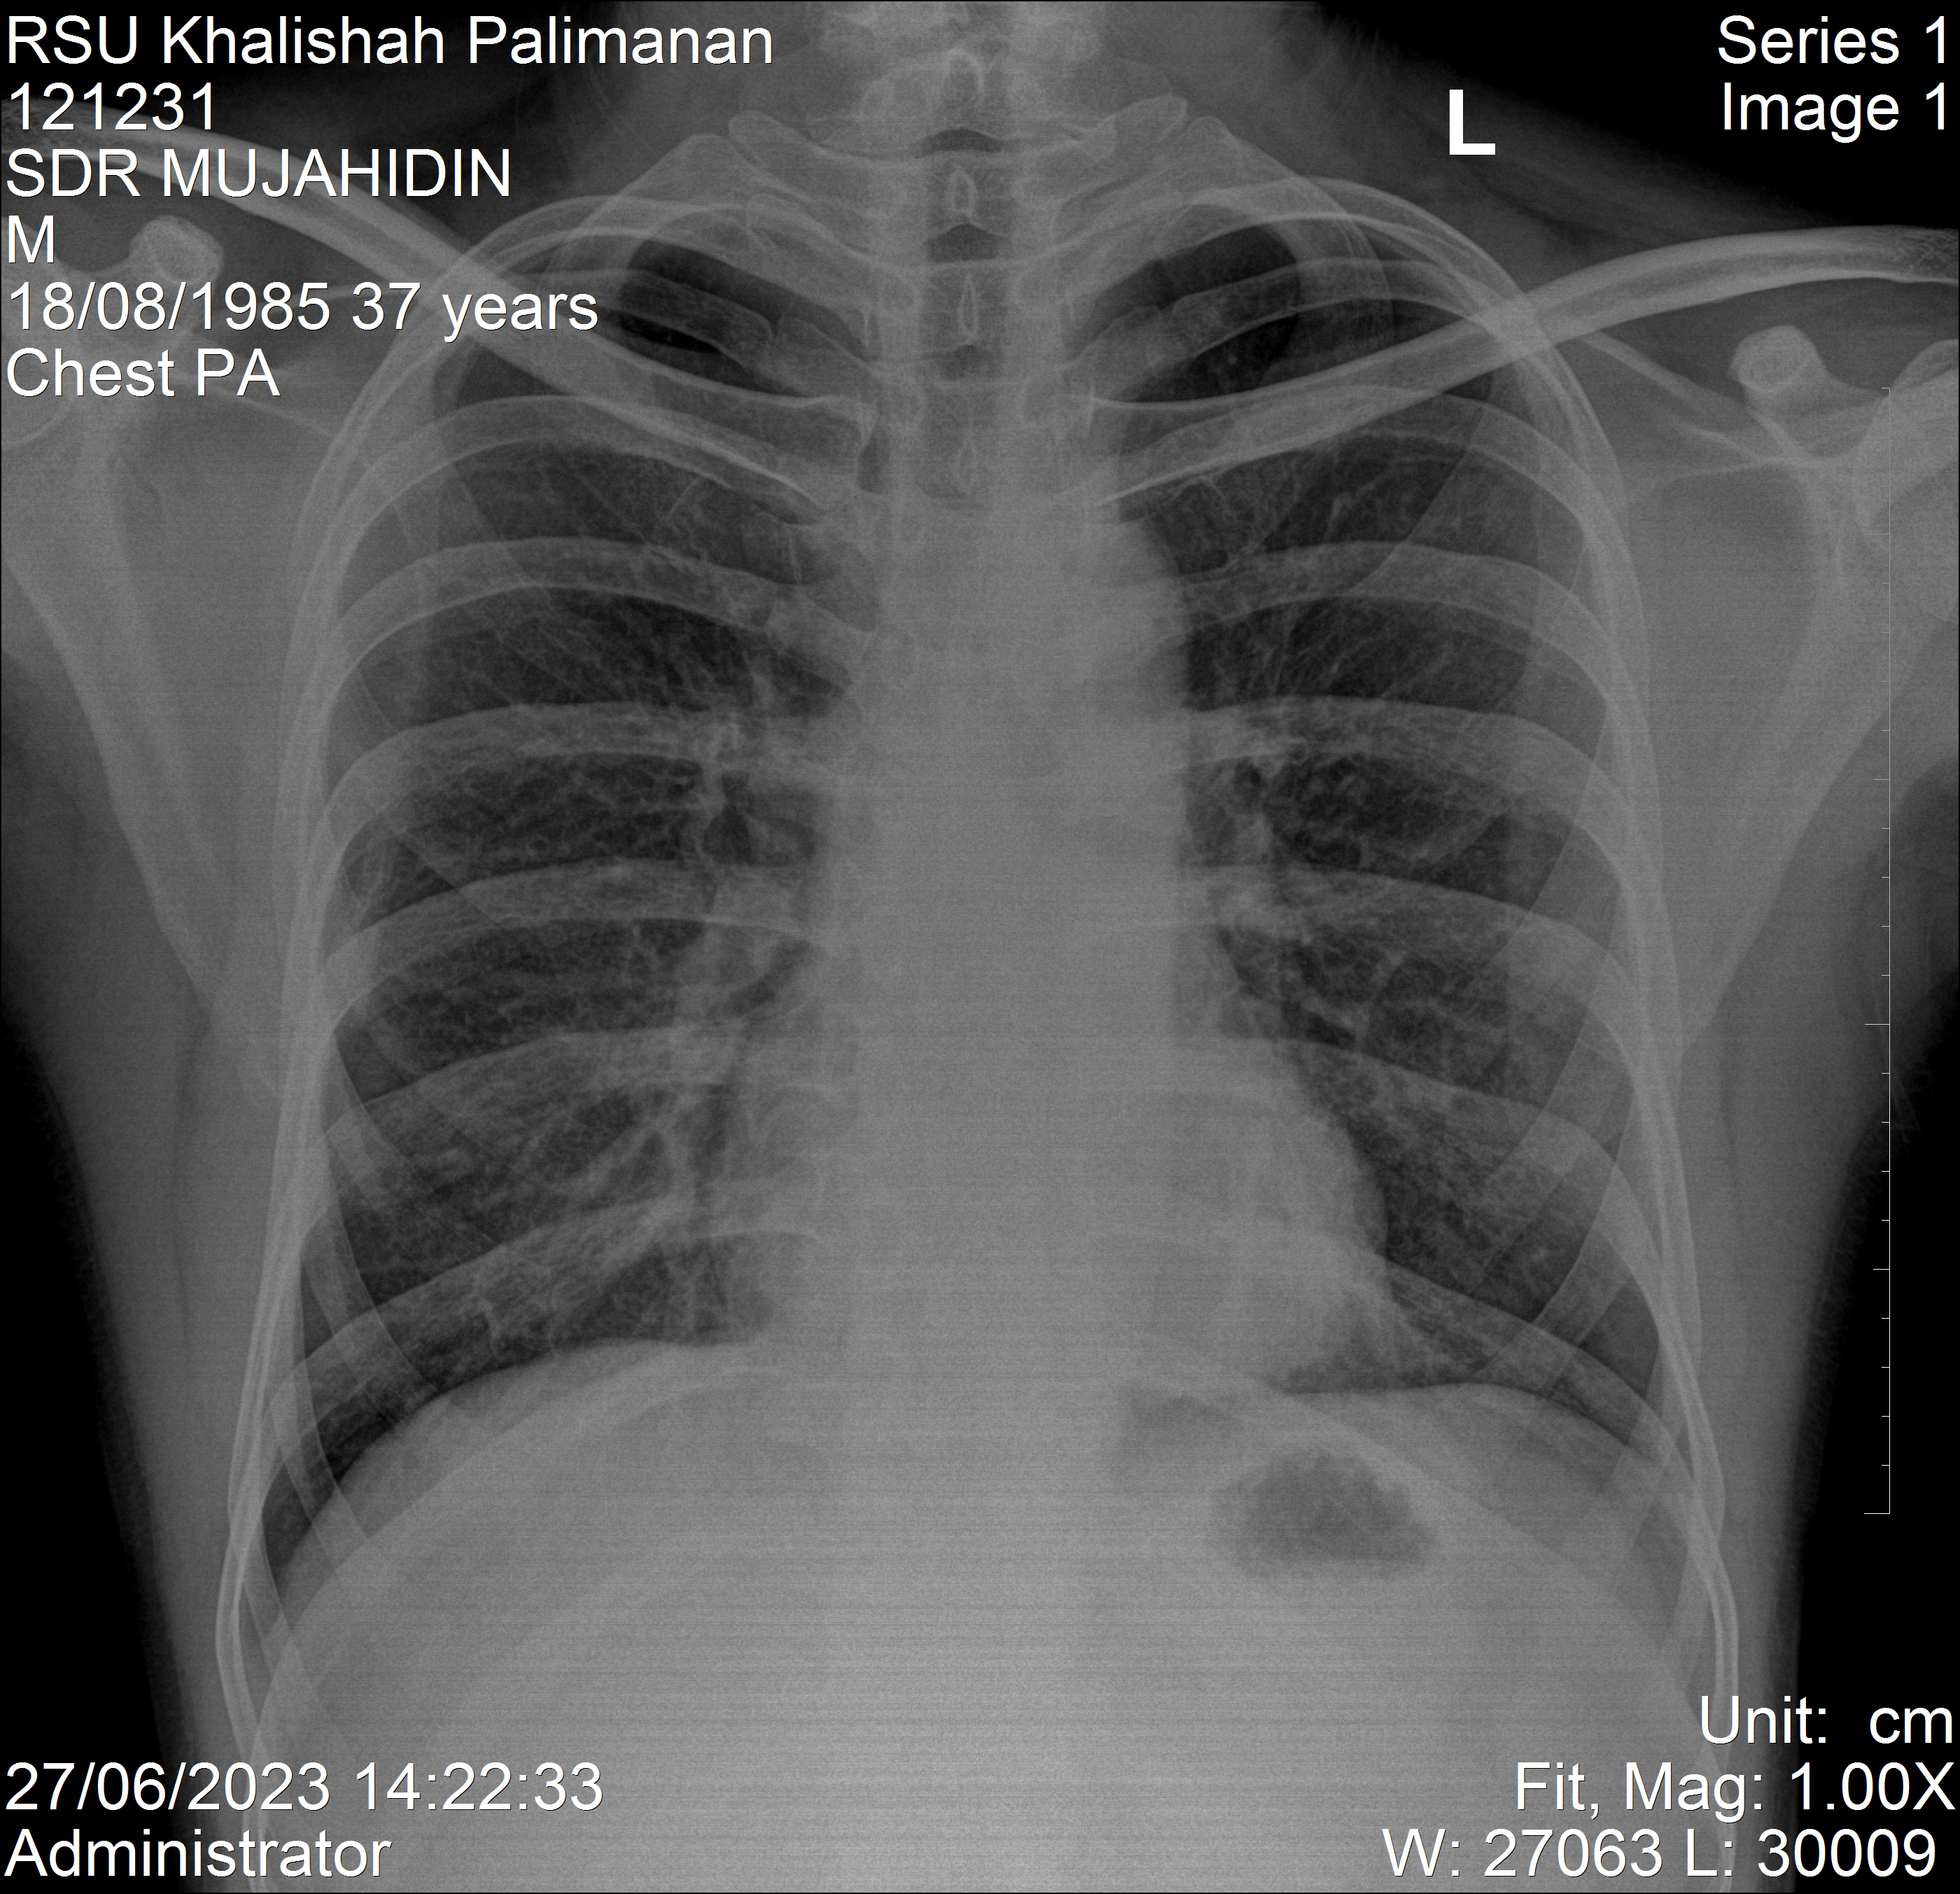 RSU Khalishah Palimanan
121231
SDR MUJAHIDIN
M
18/08/1985 37 years
Chest PA
Series 1
Image 1
L
27/06/2023 14:22:33
Administrator
Unit: cm
Fit, Mag: 1.00X
W: 27063 L: 30009